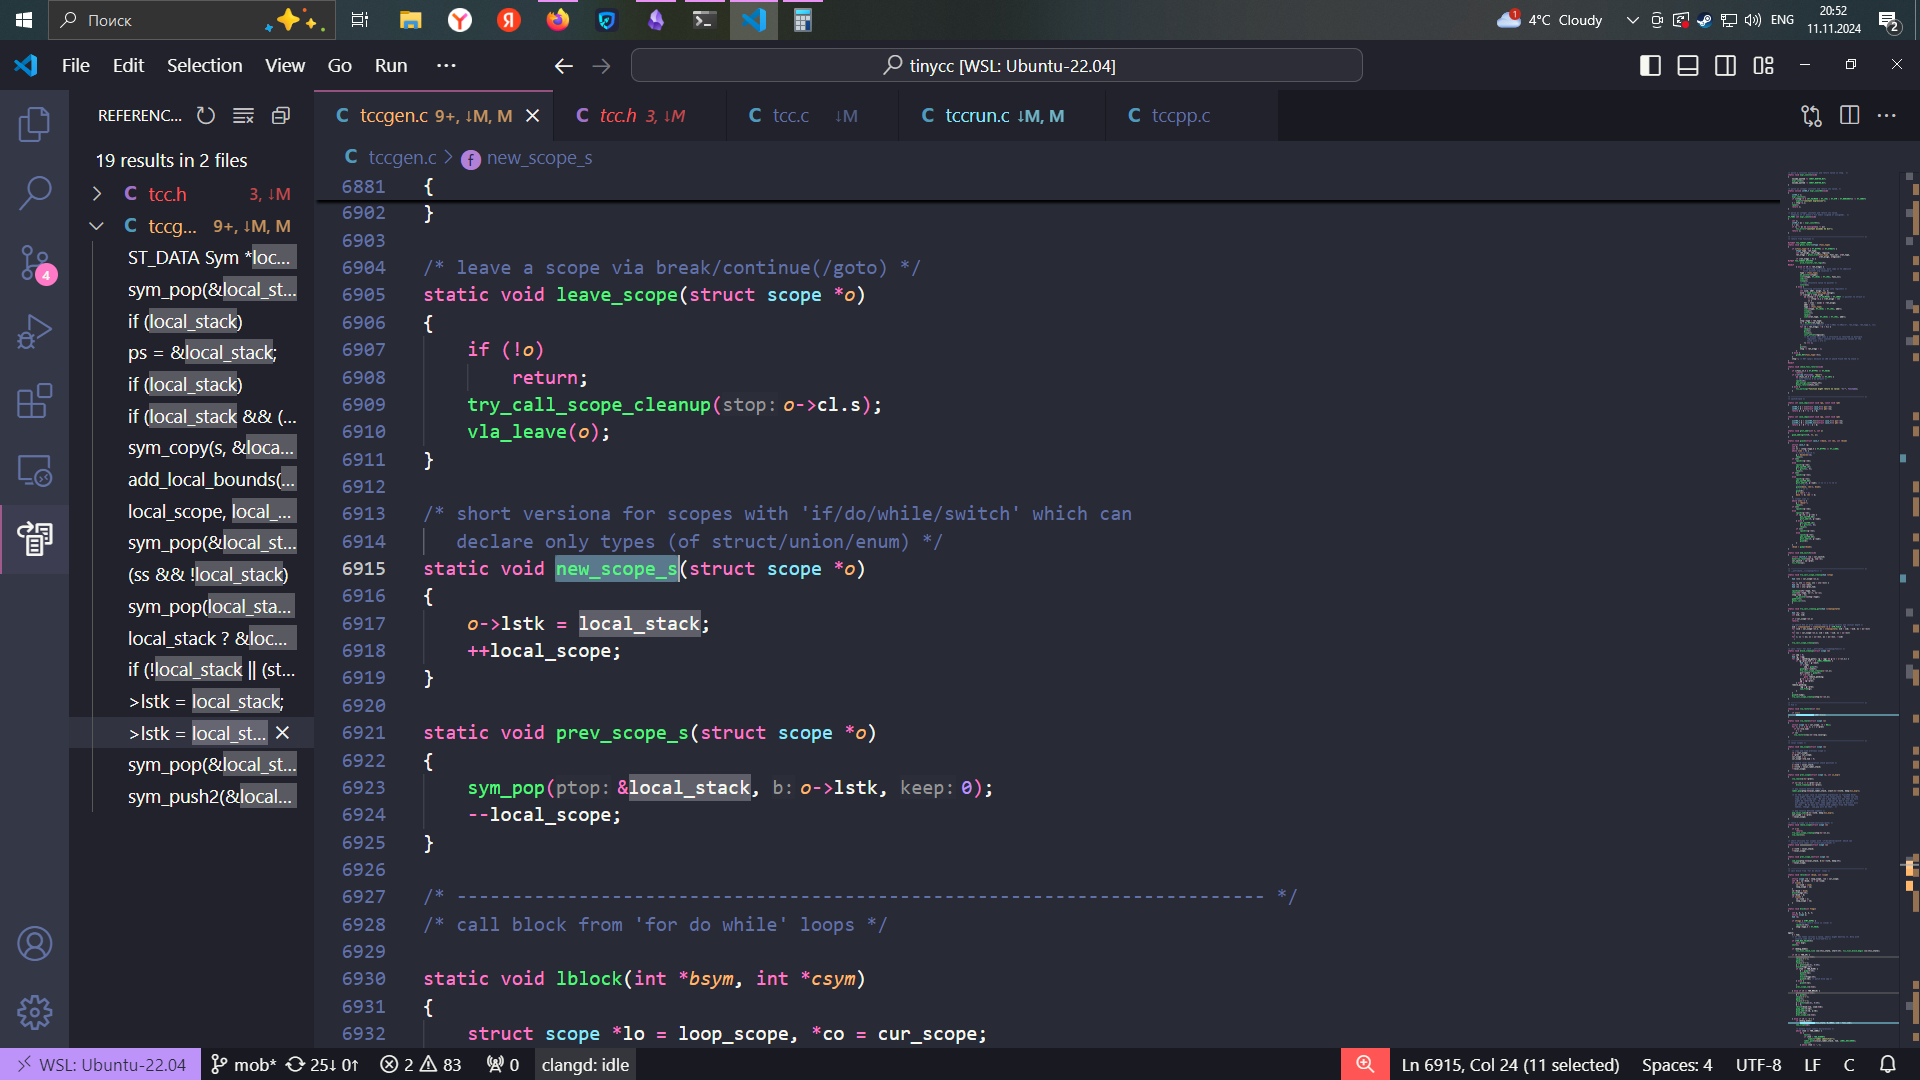 Поиск
1
4°C Cloudy
ENG
20:52
11.11.2024
2
File Edit Selection View Go Run ···
tinycc [WSL: Ubuntu-22.04]
REFERENC...
C tccgen.c 9+, ↓M, M
C tcc.h 3, ↓M
C tcc.c ↓M
C tccrun.c ↓M, M
C tccpp.c
C tccgen.c > f new_scope_s
19 results in 2 files
C tcc.h 3, ↓M
C tccg... 9+, ↓M, M
ST_DATA Sym *loc...
sym_pop(&local_st...
if (local_stack)
ps = &local_stack;
if (local_stack)
if (local_stack && (...
sym_copy(s, &loca...
add_local_bounds(...
local_scope, local_...
sym_pop(&local_st...
(ss && !local_stack)
sym_pop(local_sta...
local_stack ? &loc...
if (!local_stack || (st...
>lstk = local_stack;
>lstk = local_st...
sym_pop(&local_st...
sym_push2(&local...
4
6881 {
6902 }
6903
6904 /* leave a scope via break/continue(/goto) */
6905 static void leave_scope(struct scope *o)
6906 {
6907     if (!o)
6908         return;
6909     try_call_scope_cleanup(stop: o->cl.s);
6910     vla_leave(o);
6911 }
6912
6913 /* short versiona for scopes with 'if/do/while/switch' which can
6914    declare only types (of struct/union/enum) */
6915 static void new_scope_s(struct scope *o)
6916 {
6917     o->lstk = local_stack;
6918     ++local_scope;
6919 }
6920
6921 static void prev_scope_s(struct scope *o)
6922 {
6923     sym_pop(ptop: &local_stack, b: o->lstk, keep: 0);
6924     --local_scope;
6925 }
6926
6927 /* ------------------------------------------------------------------------- */
6928 /* call block from 'for do while' loops */
6929
6930 static void lblock(int *bsym, int *csym)
6931 {
6932     struct scope *lo = loop_scope, *co = cur_scope;
WSL: Ubuntu-22.04
mob* 25↓ 0↑
2 83
0
clangd: idle
Ln 6915, Col 24 (11 selected)
Spaces: 4
UTF-8
LF
C